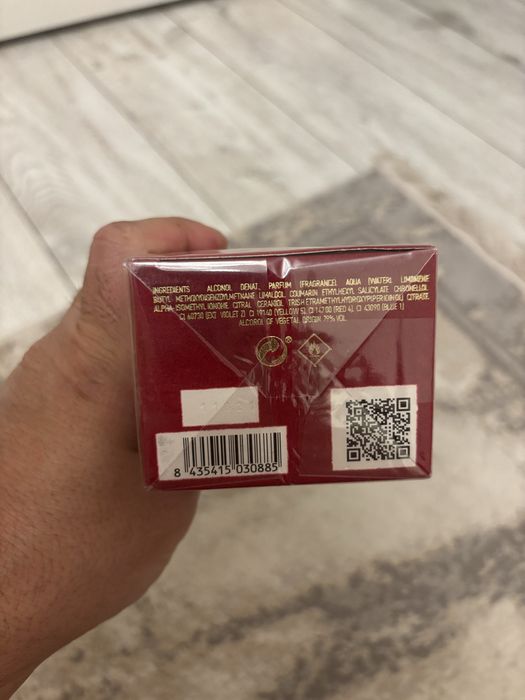 INGREDIENTS ALCOHOL DENAT., PARFUM (FRAGRANCE), AQUA (WATER), LIMONENE
BUTYL METHOXYDIBENZOYLMETHANE LINALOOL, COUMARIN ETHYLHEXYL SALICYLATE
ALPHA ISOMETHYL IONONE, CITRAL, GERANIOL TRIS(TETRAMETHYLHYDROXYPIPERIDINOL) CITRATE,
CI 60730 (EXT VIOLET 2) CI 19140 (YELLOW 5), CI 14700 (RED 4), CI 42090 (BLUE 1)
ALCOHOL OF VEGETAL ORIGIN 79% VOL.
8 435415 030885